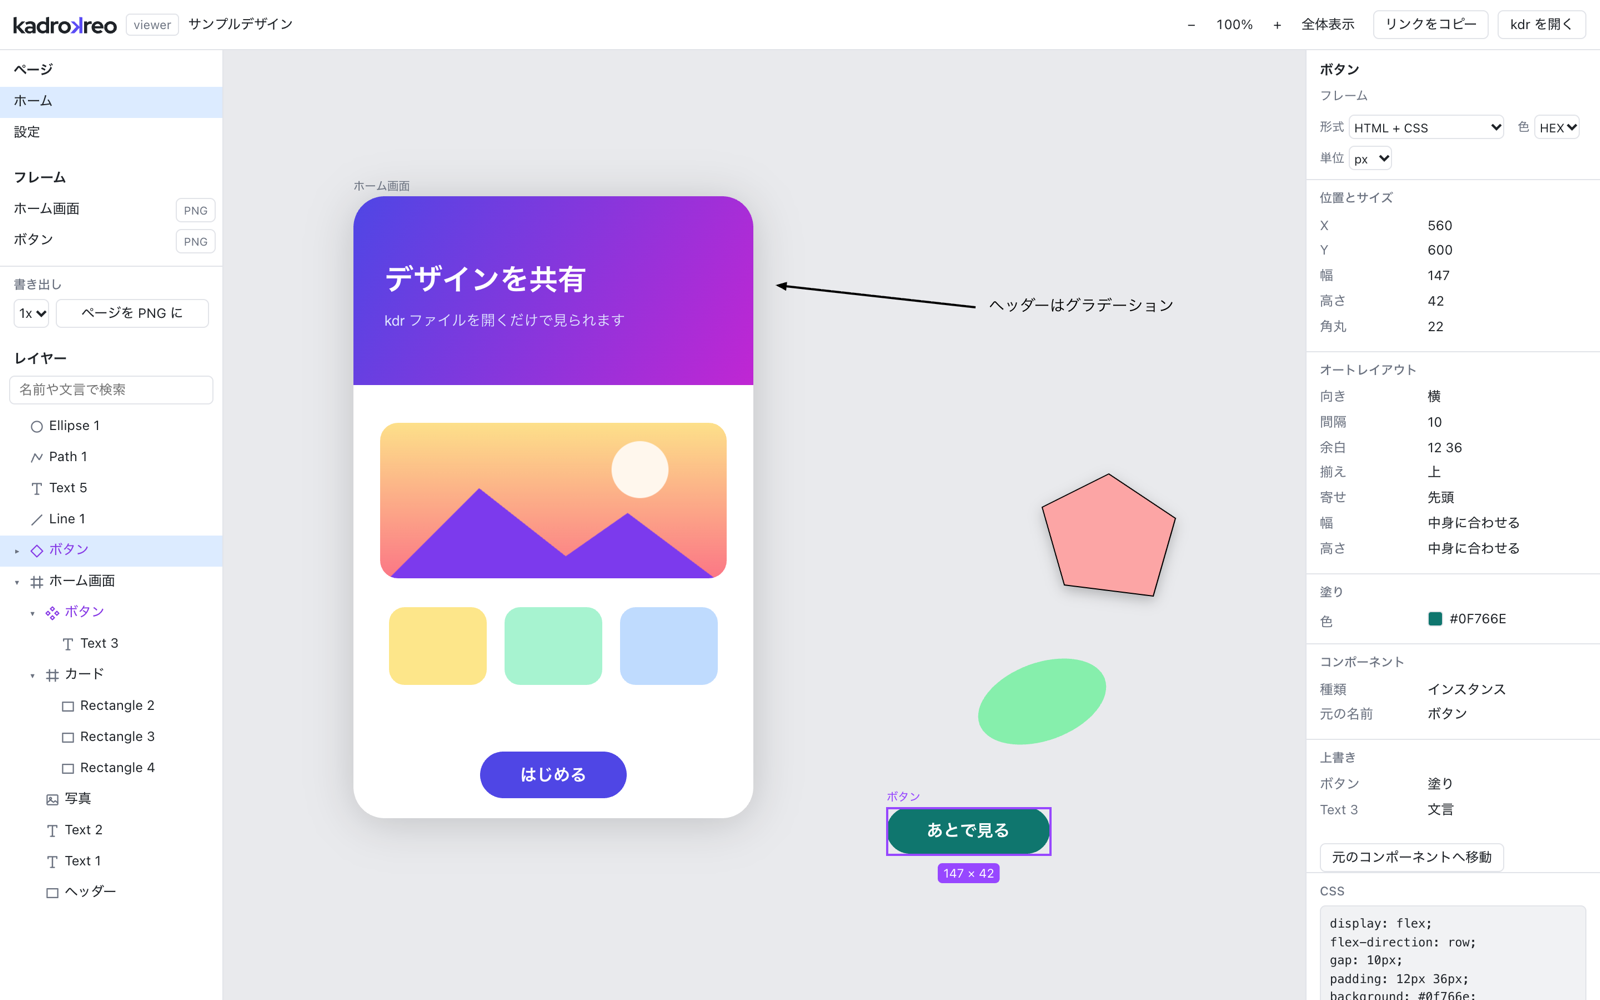 kadrokreo
viewer
サンプルデザイン
− 100% + 全体表示
リンクをコピー
kdr を開く
ページ
ホーム
設定
フレーム
ホーム画面 PNG
ボタン PNG
書き出し
1x ページを PNG に
レイヤー
名前や文言で検索
Ellipse 1
Path 1
Text 5
Line 1
ボタン
ホーム画面
ボタン
Text 3
カード
Rectangle 2
Rectangle 3
Rectangle 4
写真
Text 2
Text 1
ヘッダー
ホーム画面
デザインを共有
kdr ファイルを開くだけで見られます
ヘッダーはグラデーション
はじめる
ボタン
あとで見る
147 × 42
ボタン
フレーム
形式 HTML + CSS 色 HEX
単位 px
位置とサイズ
X 560
Y 600
幅 147
高さ 42
角丸 22
オートレイアウト
向き 横
間隔 10
余白 12 36
揃え 上
寄せ 先頭
幅 中身に合わせる
高さ 中身に合わせる
塗り
色 #0F766E
コンポーネント
種類 インスタンス
元の名前 ボタン
上書き
ボタン 塗り
Text 3 文言
元のコンポーネントへ移動
CSS
display: flex;
flex-direction: row;
gap: 10px;
padding: 12px 36px;
background: #0f766e;